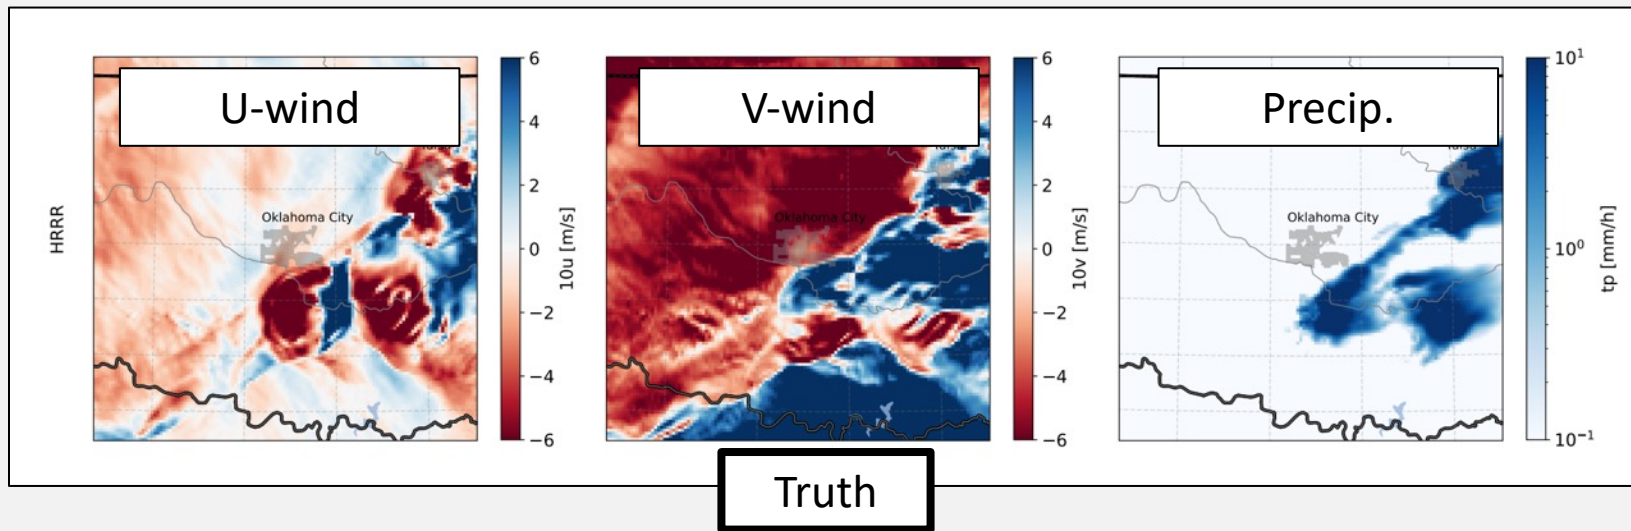 U-wind
V-wind
Precip.
HRRR
Oklahoma City
6
4
2
0
−2
−4
−6
10u [m/s]
Oklahoma City
6
4
2
0
−2
−4
−6
10v [m/s]
Oklahoma City
10¹
10⁰
10⁻¹
tp [mm/h]
Truth